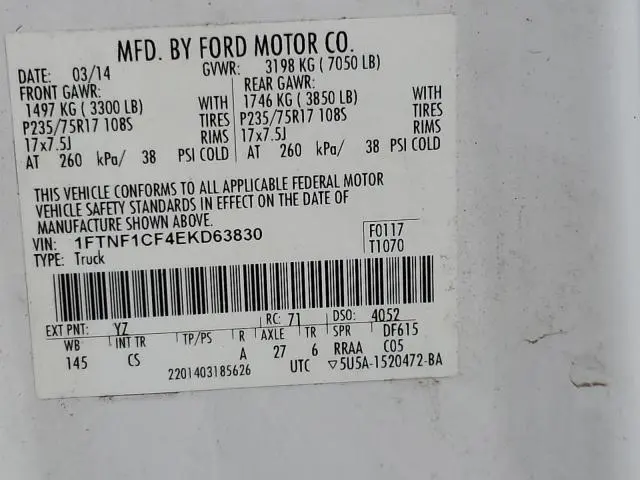 MFD. BY FORD MOTOR CO.
DATE: 03/14 GVWR: 3198 KG ( 7050 LB)
FRONT GAWR: REAR GAWR:
1497 KG ( 3300 LB) WITH 1746 KG ( 3850 LB) WITH
P235/75R17 108S TIRES P235/75R17 108S TIRES
17x7.5J RIMS 17x7.5J RIMS
AT 260 kPa/ 38 PSI COLD AT 260 kPa/ 38 PSI COLD
THIS VEHICLE CONFORMS TO ALL APPLICABLE FEDERAL MOTOR
VEHICLE SAFETY STANDARDS IN EFFECT ON THE DATE OF
MANUFACTURE SHOWN ABOVE.
VIN: 1FTNF1CF4EKD63830 F0117
TYPE: Truck T1070
EXT PNT: YZ RC: 71 DSO: 4052
WB INT TR TP/PS R AXLE TR SPR DF615
145 CS A 27 6 RRAA C05
2201403185626 UTC ▽5U5A-1520472-BA